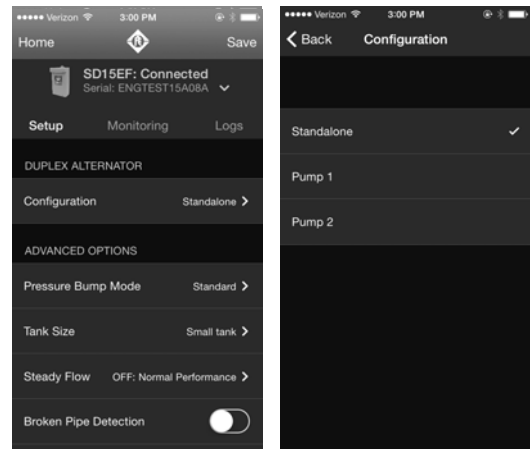 Verizon 3:00 PM
Home Save
SD15EF: Connected
Serial: ENGTEST15A08A
Setup Monitoring Logs
DUPLEX ALTERNATOR
Configuration Standalone
ADVANCED OPTIONS
Pressure Bump Mode Standard
Tank Size Small tank
Steady Flow OFF: Normal Performance
Broken Pipe Detection
Verizon 3:00 PM
Back Configuration
Standalone
Pump 1
Pump 2